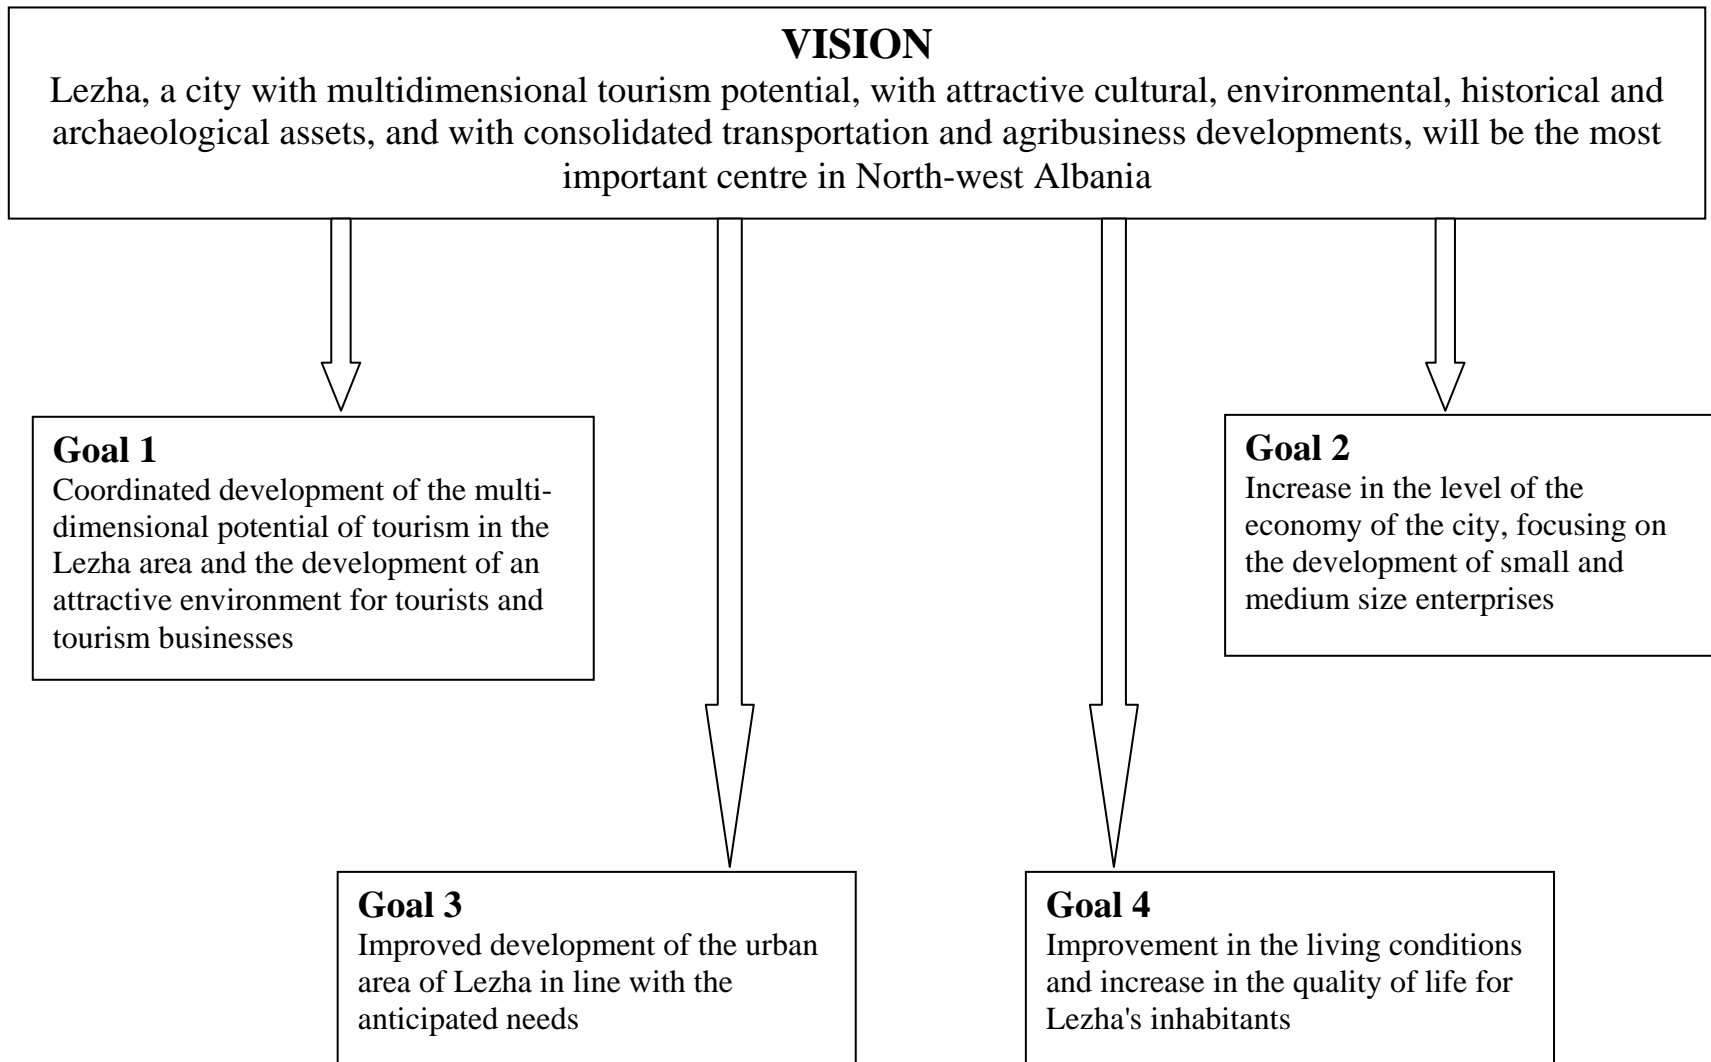 VISION
Lezha, a city with multidimensional tourism potential, with attractive cultural, environmental, historical and
archaeological assets, and with consolidated transportation and agribusiness developments, will be the most
important centre in North-west Albania
Goal 1
Coordinated development of the multi-
dimensional potential of tourism in the
Lezha area and the development of an
attractive environment for tourists and
tourism businesses
Goal 2
Increase in the level of the
economy of the city, focusing on
the development of small and
medium size enterprises
Goal 3
Improved development of the urban
area of Lezha in line with the
anticipated needs
Goal 4
Improvement in the living conditions
and increase in the quality of life for
Lezha's inhabitants